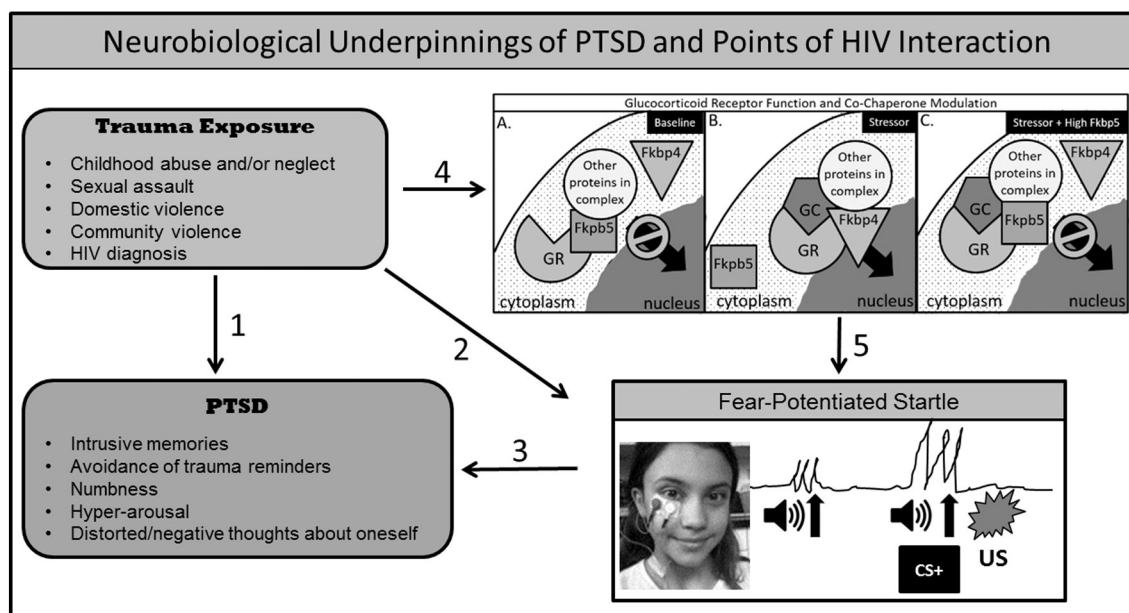 Neurobiological Underpinnings of PTSD and Points of HIV Interaction
Trauma Exposure
• Childhood abuse and/or neglect
• Sexual assault
• Domestic violence
• Community violence
• HIV diagnosis
4
Glucocorticoid Receptor Function and Co-Chaperone Modulation
A.
Baseline
Other
proteins in
complex
Fkbp4
Fkpb5
GR
cytoplasm
nucleus
B.
Stressor
Other
proteins in
complex
GC
Fkbp4
GR
Fkpb5
cytoplasm
nucleus
C.
Stressor + High Fkbp5
Other
proteins in
complex
Fkbp4
GC
Fkpb5
GR
cytoplasm
nucleus
1
2
5
PTSD
• Intrusive memories
• Avoidance of trauma reminders
• Numbness
• Hyper-arousal
• Distorted/negative thoughts about oneself
3
Fear-Potentiated Startle
CS+
US